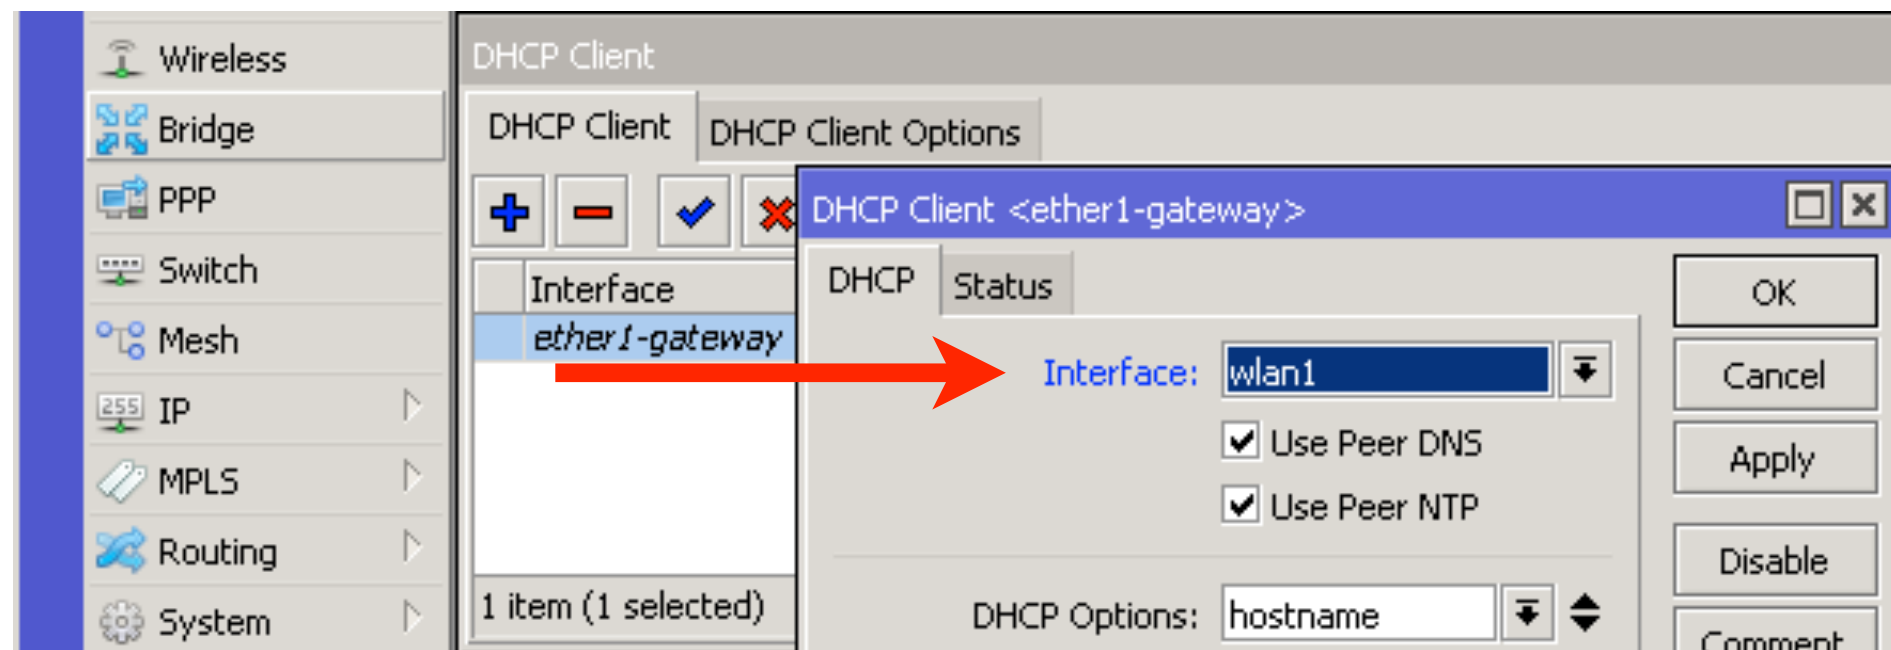 Wireless
Bridge
PPP
Switch
Mesh
255 IP
MPLS
Routing
System
DHCP Client
DHCP Client DHCP Client Options
Interface
ether1-gateway
1 item (1 selected)
DHCP Client <ether1-gateway>
DHCP Status
Interface: wlan1
Use Peer DNS
Use Peer NTP
DHCP Options: hostname
OK
Cancel
Apply
Disable
Comment